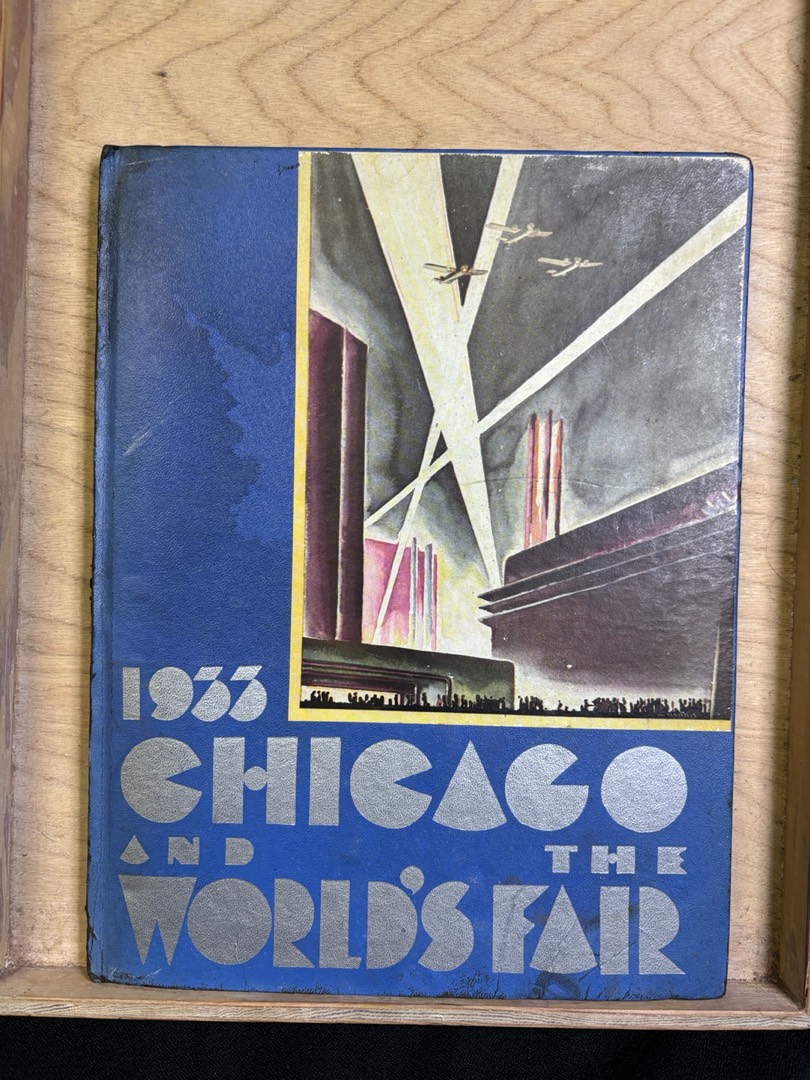 1933
CHICAGO
AND THE
WORLD'S FAIR